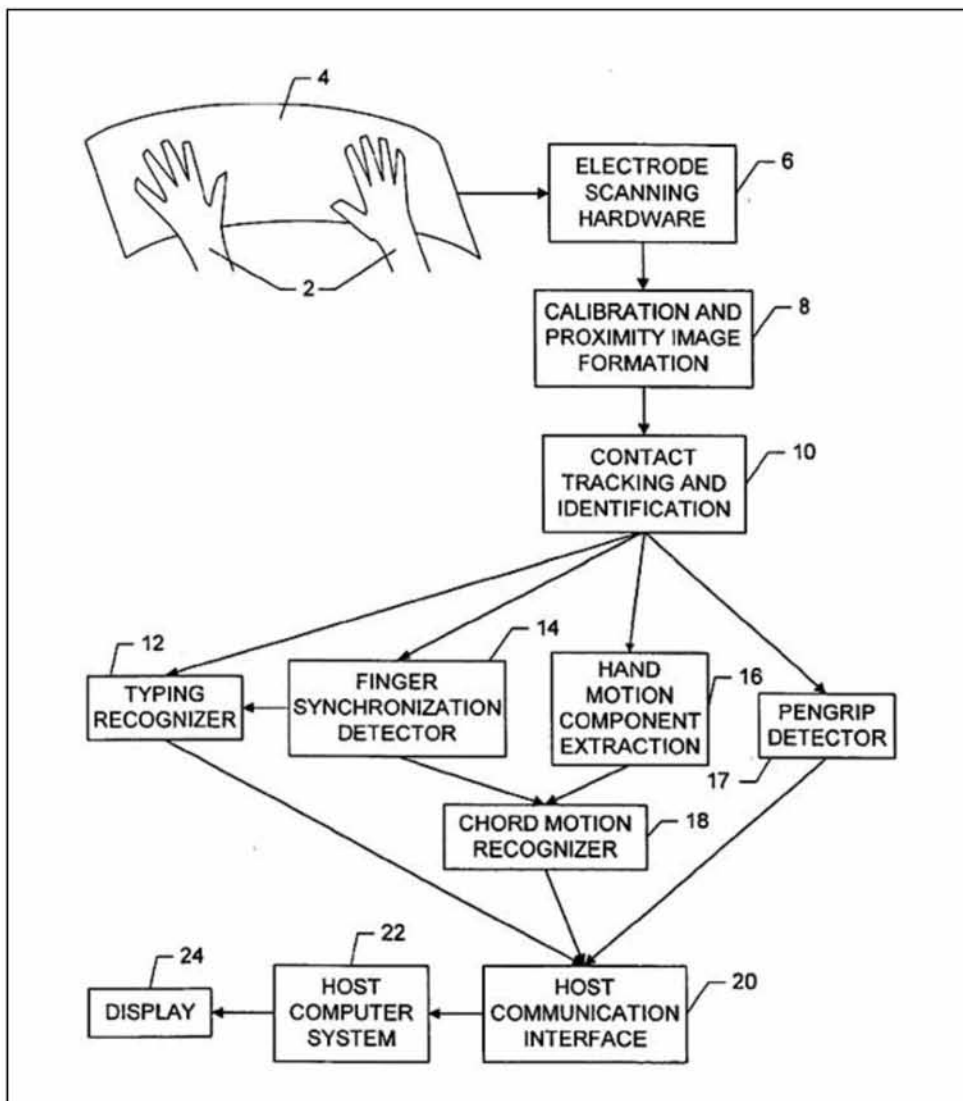 4
ELECTRODE
SCANNING
HARDWARE
6
2
CALIBRATION AND
PROXIMITY IMAGE
FORMATION
8
CONTACT
TRACKING AND
IDENTIFICATION
10
12
TYPING
RECOGNIZER
14
FINGER
SYNCHRONIZATION
DETECTOR
HAND
MOTION
COMPONENT
EXTRACTION
16
PENGRIP
DETECTOR
17
CHORD MOTION
RECOGNIZER
18
24
DISPLAY
22
HOST
COMPUTER
SYSTEM
HOST
COMMUNICATION
INTERFACE
20